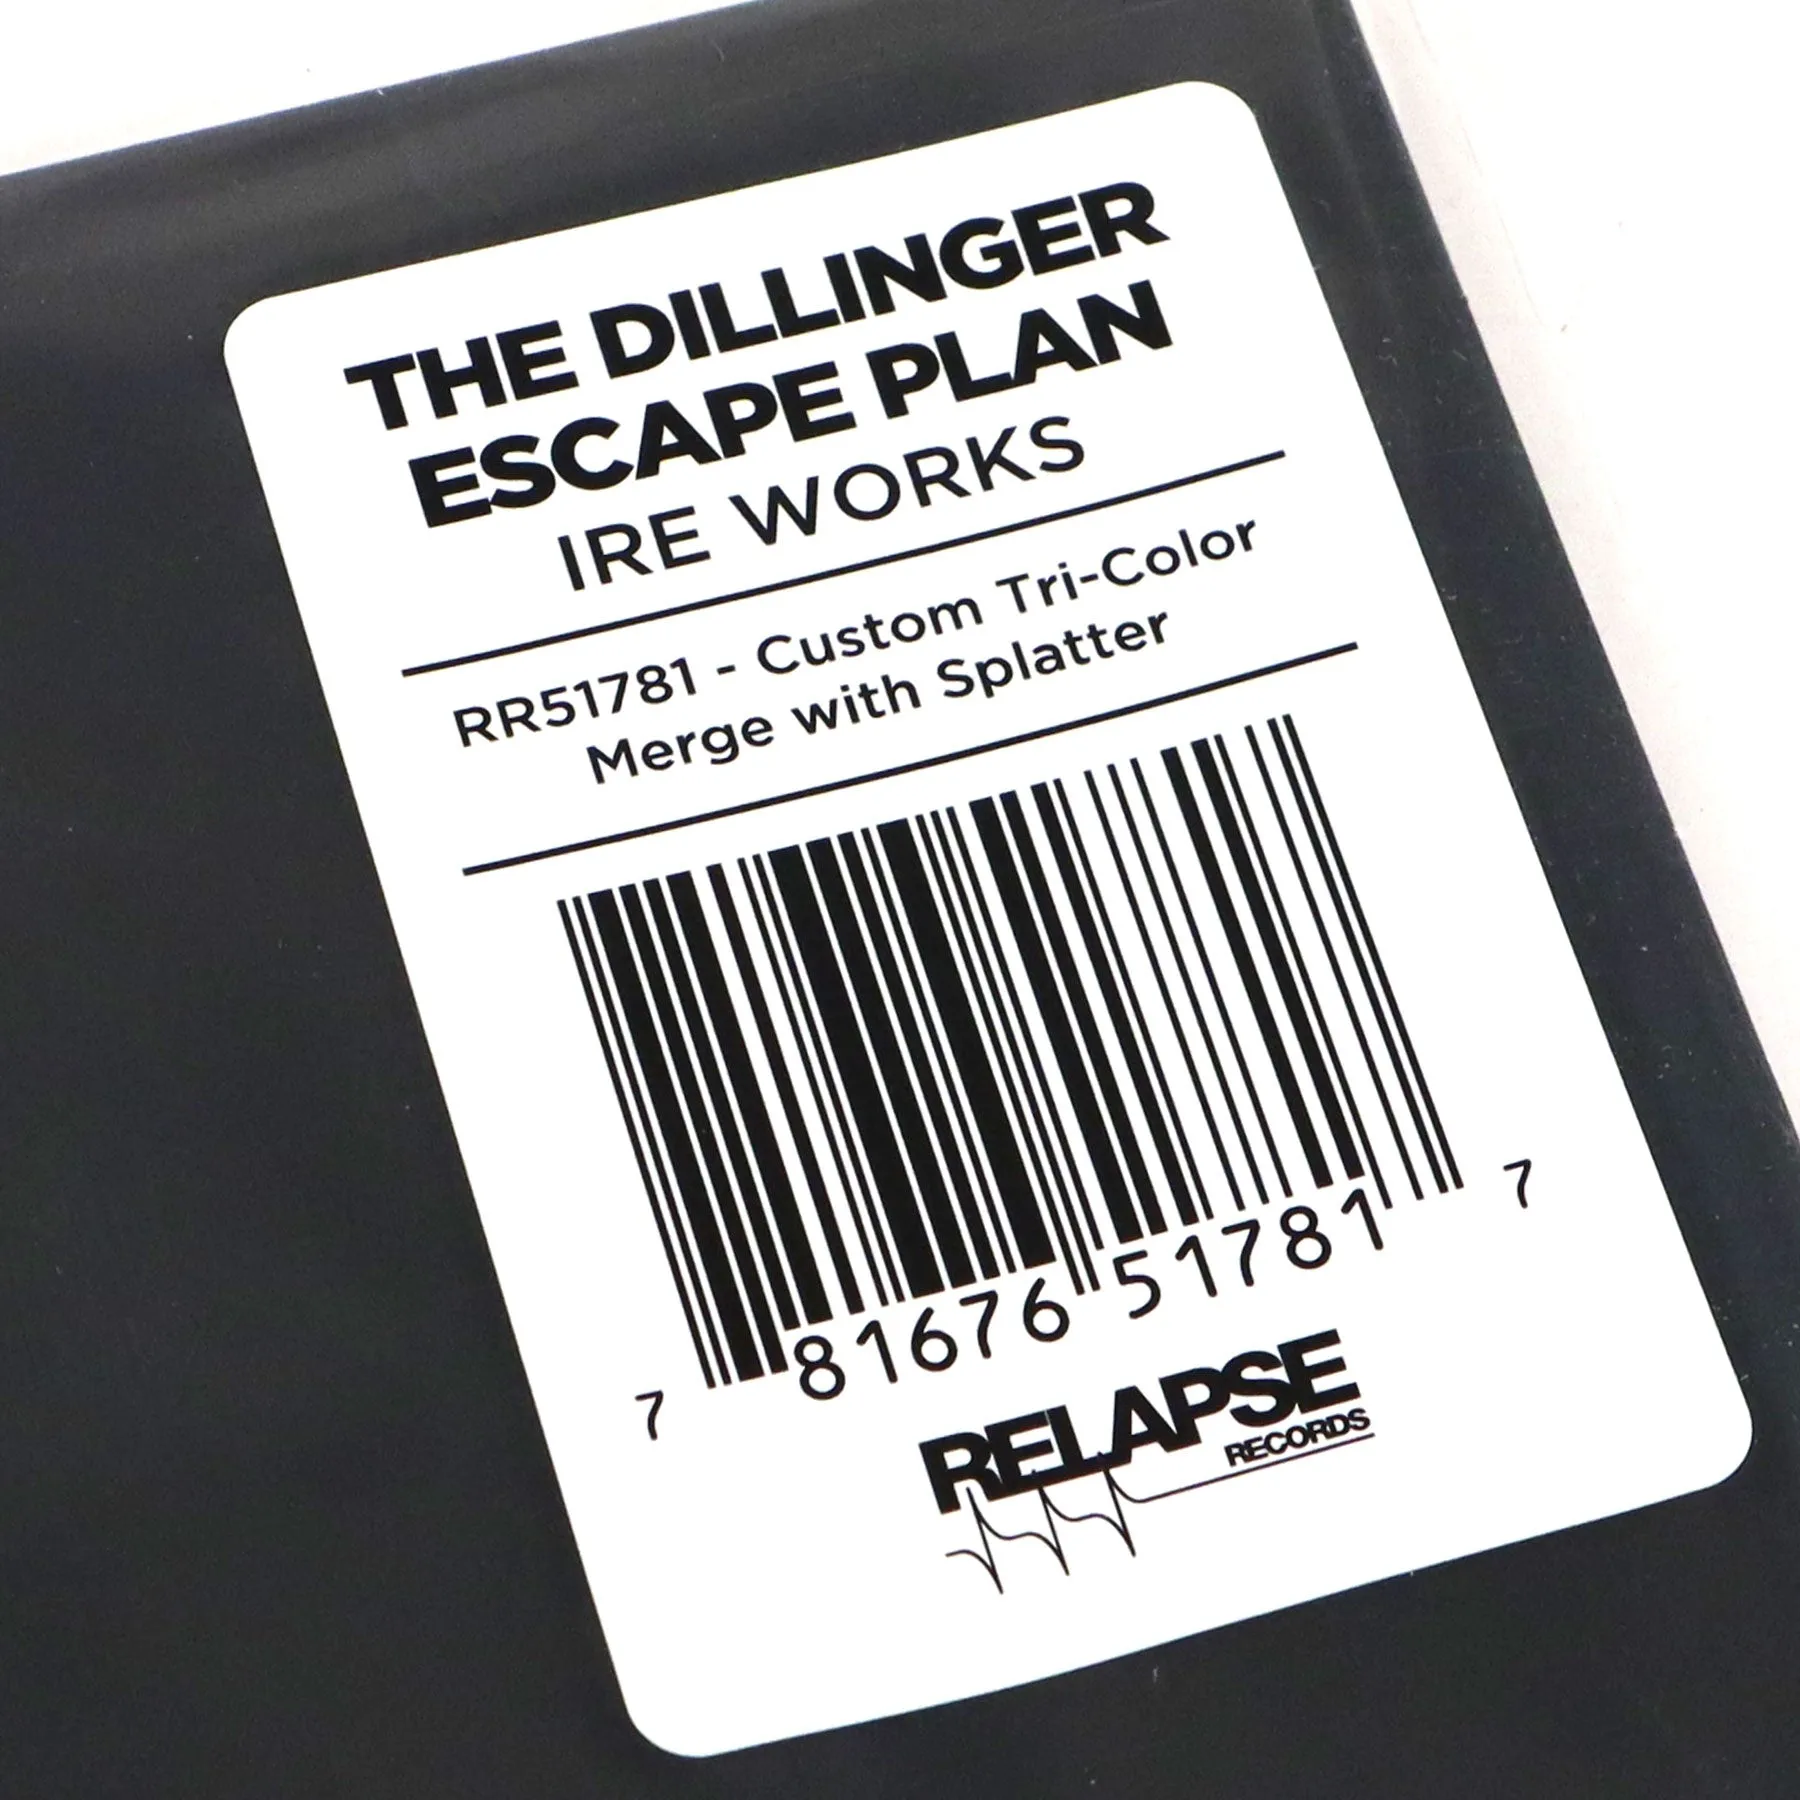 THE DILLINGER
ESCAPE PLAN
IRE WORKS
RR51781 - Custom Tri-Color
Merge with Splatter
7 81676 51781 7
RELAPSE
RECORDS